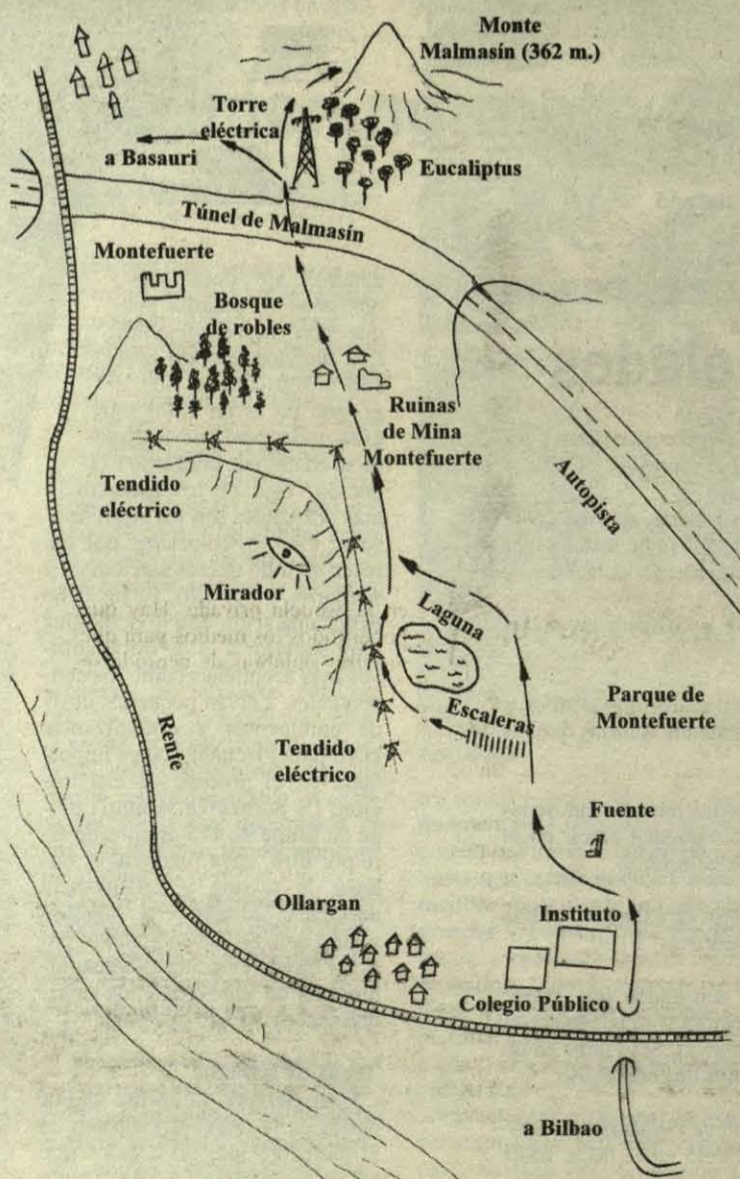 Monte
Malmasín (362 m.)
Torre
eléctrica
a Basauri
Eucaliptus
Túnel de Malmasín
Montefuerte
Bosque
de robles
Ruinas
de Mina
Montefuerte
Autopista
Tendido
eléctrico
Mirador
Laguna
Escaleras
Parque de
Montefuerte
Renfe
Tendido
eléctrico
Fuente
Ollargan
Instituto
Colegio Público
a Bilbao